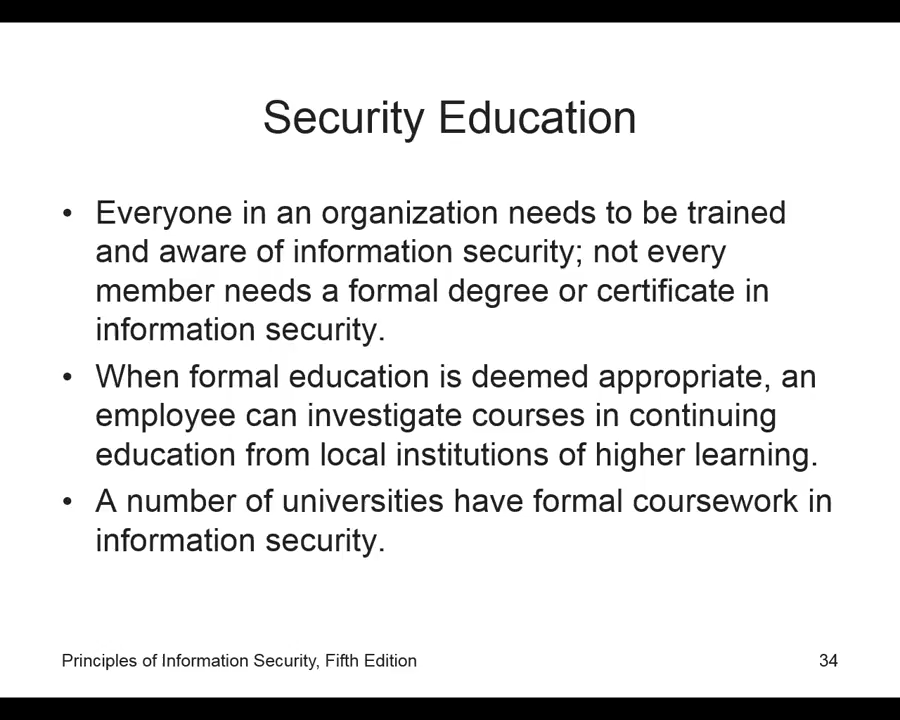 Security Education
• Everyone in an organization needs to be trained
and aware of information security; not every
member needs a formal degree or certificate in
information security.
• When formal education is deemed appropriate, an
employee can investigate courses in continuing
education from local institutions of higher learning.
• A number of universities have formal coursework in
information security.
Principles of Information Security, Fifth Edition 34